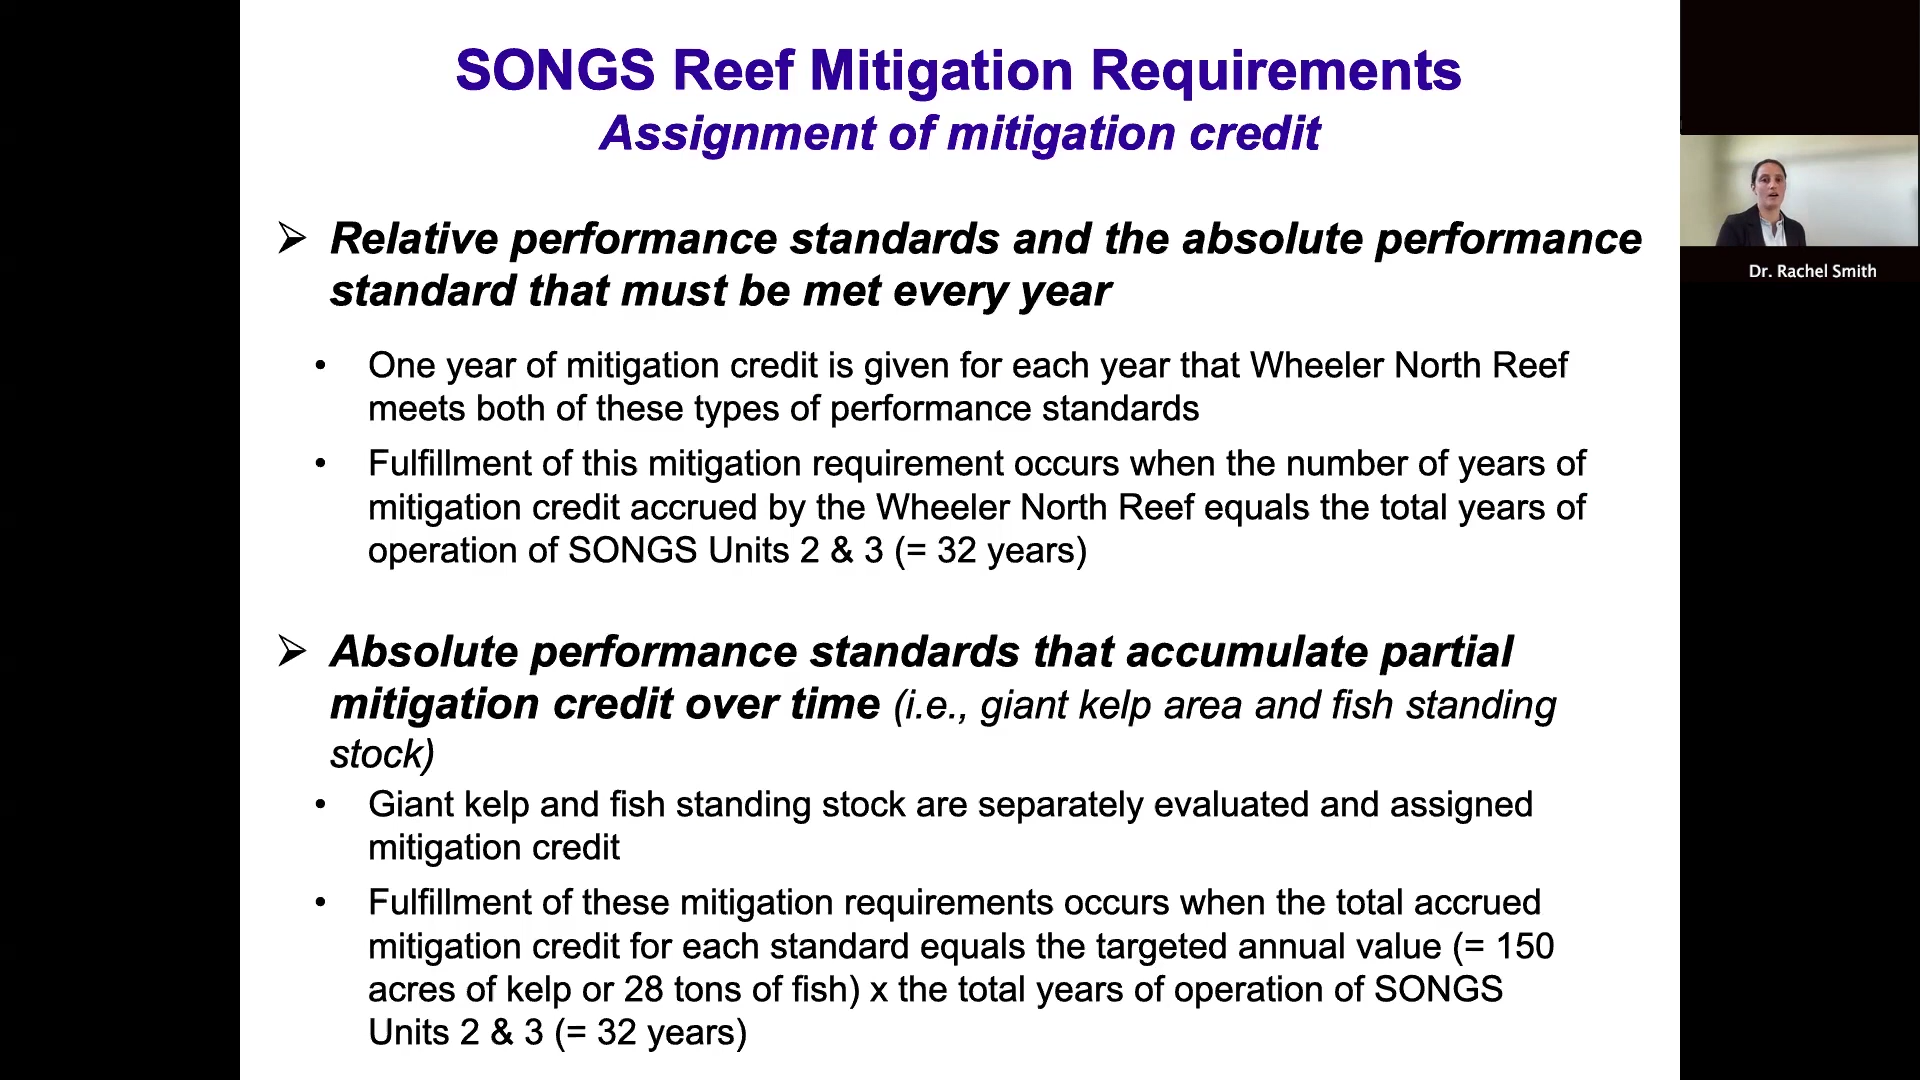 SONGS Reef Mitigation Requirements
Assignment of mitigation credit
➢ Relative performance standards and the absolute performance
standard that must be met every year
• One year of mitigation credit is given for each year that Wheeler North Reef
meets both of these types of performance standards
• Fulfillment of this mitigation requirement occurs when the number of years of
mitigation credit accrued by the Wheeler North Reef equals the total years of
operation of SONGS Units 2 & 3 (= 32 years)
➢ Absolute performance standards that accumulate partial
mitigation credit over time (i.e., giant kelp area and fish standing
stock)
• Giant kelp and fish standing stock are separately evaluated and assigned
mitigation credit
• Fulfillment of these mitigation requirements occurs when the total accrued
mitigation credit for each standard equals the targeted annual value (= 150
acres of kelp or 28 tons of fish) x the total years of operation of SONGS
Units 2 & 3 (= 32 years)
Dr. Rachel Smith